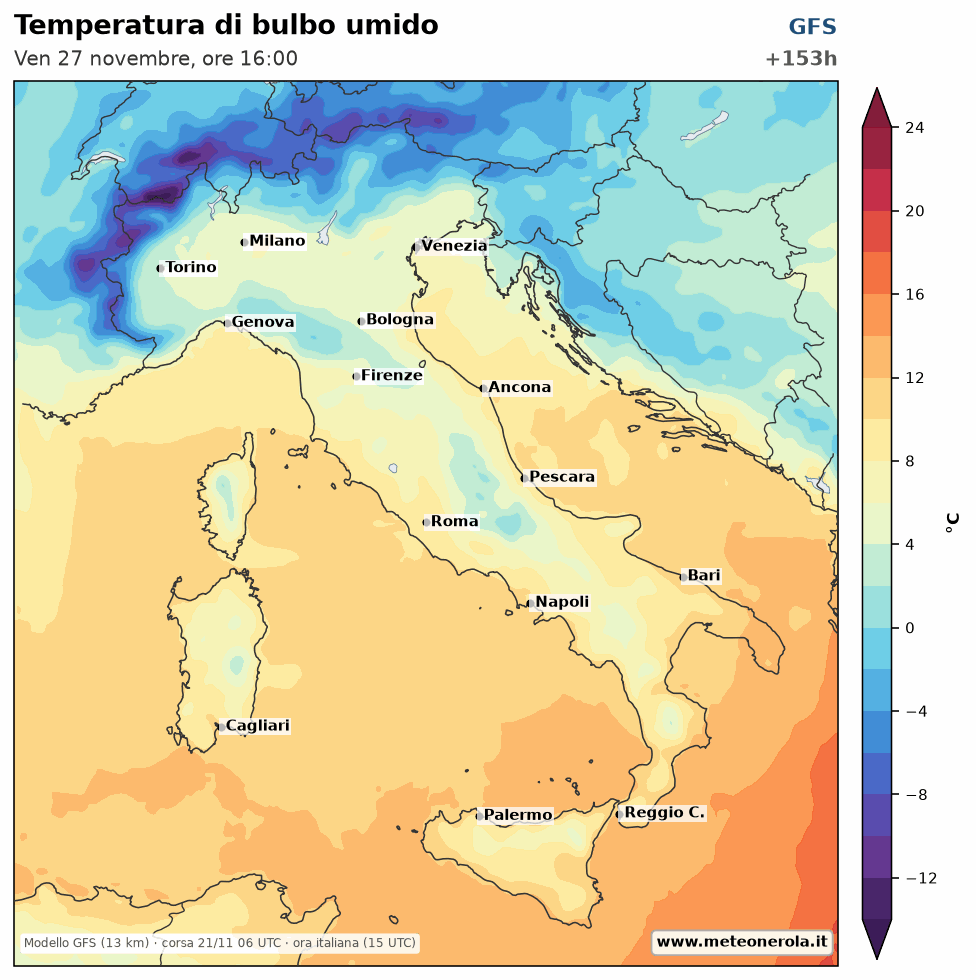 Temperatura di bulbo umido
GFS
Ven 27 novembre, ore 16:00
+153h
Milano
Venezia
Torino
Genova
Bologna
Firenze
Ancona
Pescara
Roma
Bari
Napoli
Cagliari
Palermo
Reggio C.
24
20
16
12
8
4
0
−4
−8
−12
°C
Modello GFS (13 km) · corsa 21/11 06 UTC · ora italiana (15 UTC)
www.meteonerola.it